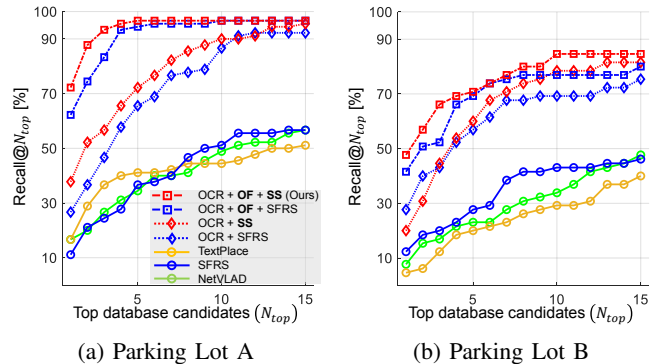 100
90
70
50
30
10
Recall@N_top [%]
OCR + OF + SS (Ours)
OCR + OF + SFRS
OCR + SS
OCR + SFRS
TextPlace
SFRS
NetVLAD
5 10 15
Top database candidates (N_top)
(a) Parking Lot A
100
90
70
50
30
10
Recall@N_top [%]
5 10 15
Top database candidates (N_top)
(b) Parking Lot B